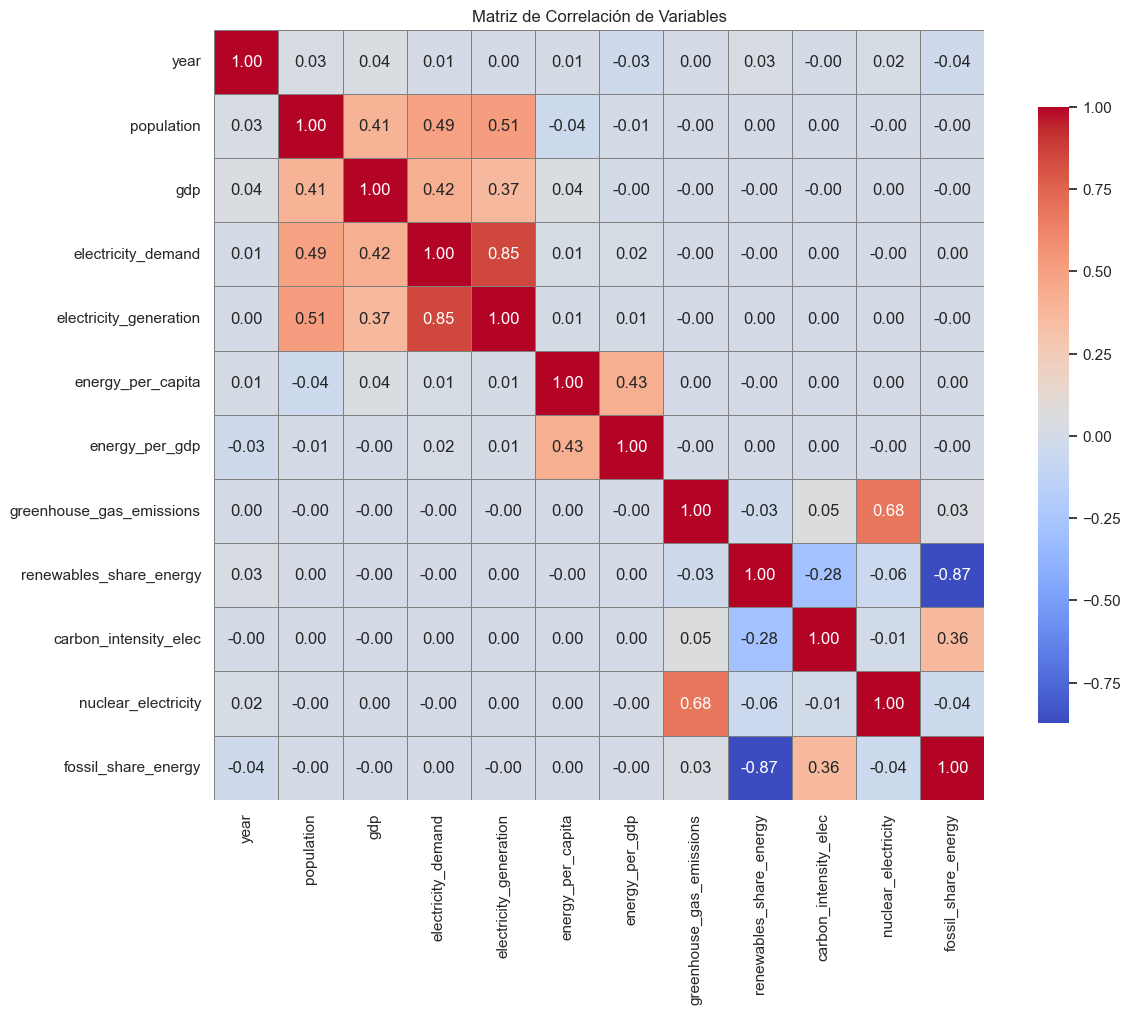 Matriz de Correlación de Variables
year 1.00 0.03 0.04 0.01 0.00 0.01 -0.03 0.00 0.03 -0.00 0.02 -0.04
population 0.03 1.00 0.41 0.49 0.51 -0.04 -0.01 -0.00 0.00 0.00 -0.00 -0.00
gdp 0.04 0.41 1.00 0.42 0.37 0.04 -0.00 -0.00 -0.00 -0.00 0.00 -0.00
electricity_demand 0.01 0.49 0.42 1.00 0.85 0.01 0.02 -0.00 -0.00 0.00 -0.00 0.00
electricity_generation 0.00 0.51 0.37 0.85 1.00 0.01 0.01 -0.00 0.00 0.00 0.00 -0.00
energy_per_capita 0.01 -0.04 0.04 0.01 0.01 1.00 0.43 0.00 -0.00 0.00 0.00 0.00
energy_per_gdp -0.03 -0.01 -0.00 0.02 0.01 0.43 1.00 -0.00 0.00 0.00 -0.00 -0.00
greenhouse_gas_emissions 0.00 -0.00 -0.00 -0.00 -0.00 0.00 -0.00 1.00 -0.03 0.05 0.68 0.03
renewables_share_energy 0.03 0.00 -0.00 -0.00 0.00 -0.00 0.00 -0.03 1.00 -0.28 -0.06 -0.87
carbon_intensity_elec -0.00 0.00 -0.00 0.00 0.00 0.00 0.00 0.05 -0.28 1.00 -0.01 0.36
nuclear_electricity 0.02 -0.00 0.00 -0.00 0.00 0.00 -0.00 0.68 -0.06 -0.01 1.00 -0.04
fossil_share_energy -0.04 -0.00 -0.00 0.00 -0.00 0.00 -0.00 0.03 -0.87 0.36 -0.04 1.00
year
population
gdp
electricity_demand
electricity_generation
energy_per_capita
energy_per_gdp
greenhouse_gas_emissions
renewables_share_energy
carbon_intensity_elec
nuclear_electricity
fossil_share_energy
1.00
0.75
0.50
0.25
0.00
−0.25
−0.50
−0.75